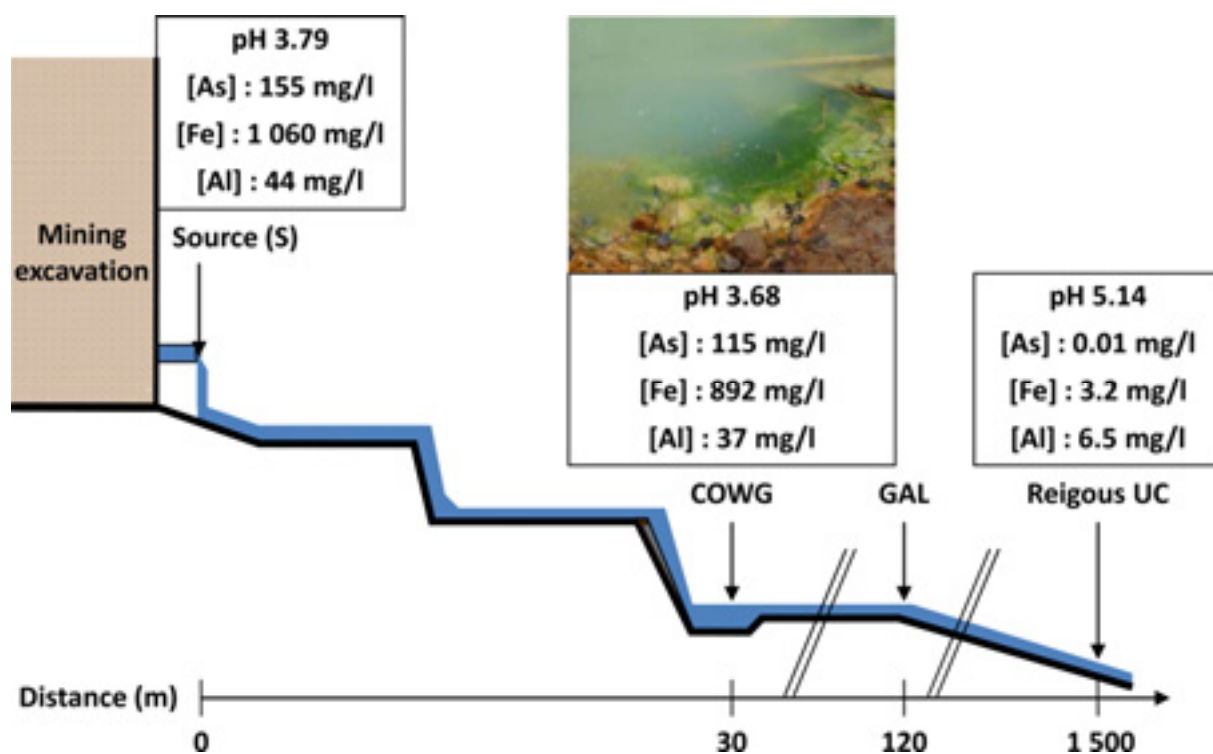 pH 3.79
[As] : 155 mg/l
[Fe] : 1 060 mg/l
[Al] : 44 mg/l
Mining
excavation
Source (S)
pH 3.68
[As] : 115 mg/l
[Fe] : 892 mg/l
[Al] : 37 mg/l
pH 5.14
[As] : 0.01 mg/l
[Fe] : 3.2 mg/l
[Al] : 6.5 mg/l
COWG
GAL
Reigous UC
Distance (m)
0
30
120
1 500